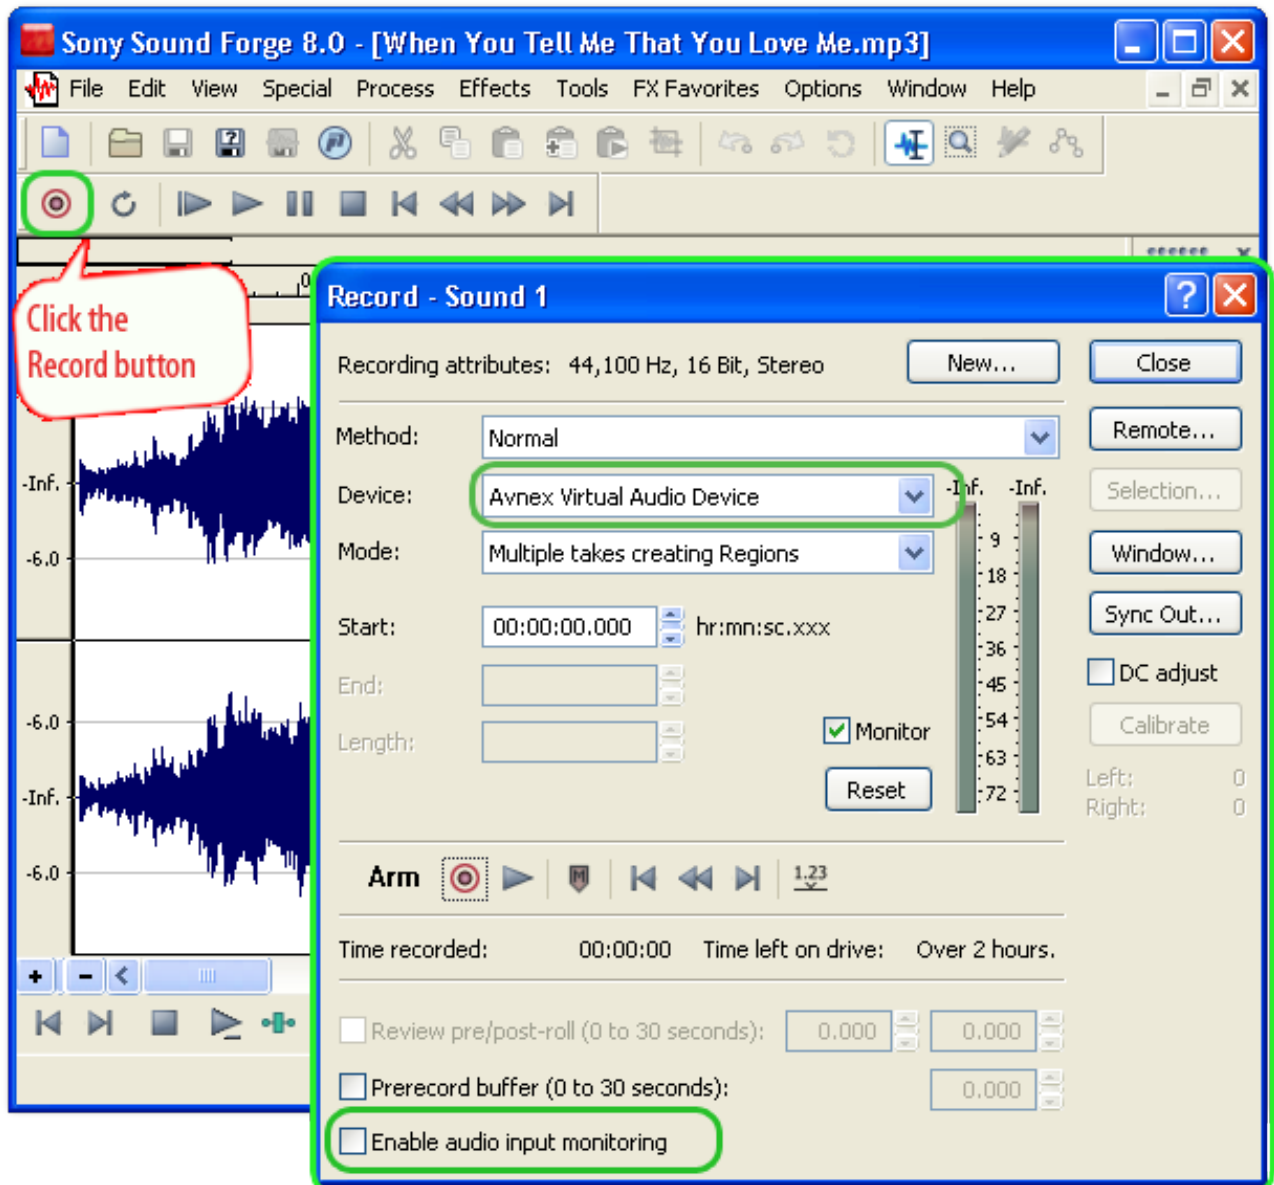 Sony Sound Forge 8.0 - [When You Tell Me That You Love Me.mp3]
File Edit View Special Process Effects Tools FX Favorites Options Window Help
Click the
Record button
-Inf.
-6.0
-6.0
-Inf.
-6.0
Record - Sound 1
Recording attributes: 44,100 Hz, 16 Bit, Stereo
New...
Close
Method: Normal
Remote...
Device: Avnex Virtual Audio Device
-Inf. -Inf.
Selection...
Mode: Multiple takes creating Regions
9
18
27
36
45
54
63
72
Window...
Start: 00:00:00.000 hr:mn:sc.xxx
Sync Out...
End:
DC adjust
Length:
Monitor
Calibrate
Reset
Left: 0
Right: 0
Arm
M
1.23
Time recorded: 00:00:00 Time left on drive: Over 2 hours.
Review pre/post-roll (0 to 30 seconds): 0.000 0.000
Prerecord buffer (0 to 30 seconds): 0.000
Enable audio input monitoring